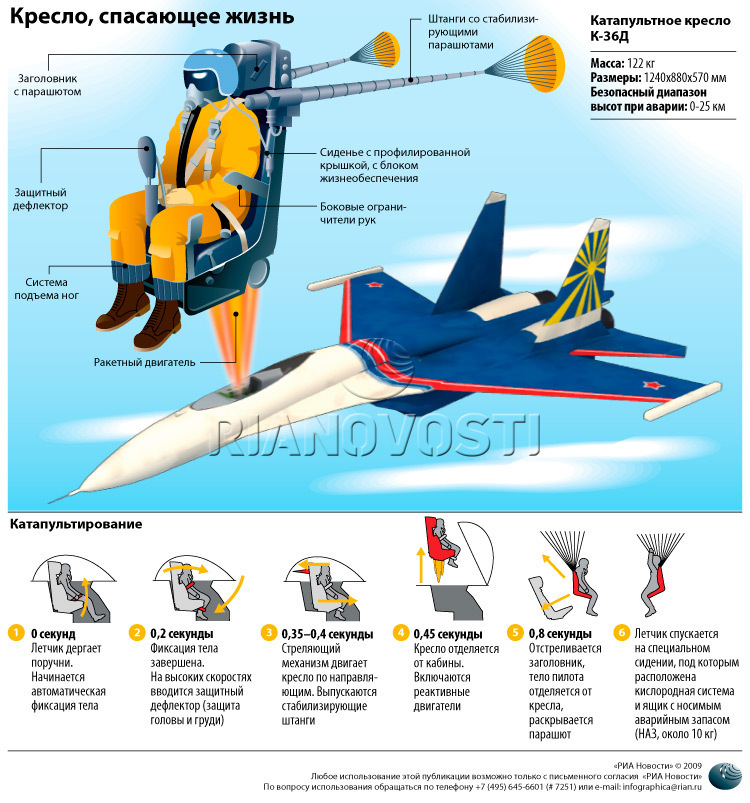 Кресло, спасающее жизнь
Штанги со стабилизи-
рующими
парашютами
Катапультное кресло
К-36Д
Масса: 122 кг
Размеры: 1240х880х570 мм
Безопасный диапазон
высот при аварии: 0-25 км
Заголовник
с парашютом
Сиденье с профилированной
крышкой, с блоком
жизнеобеспечения
Защитный
дефлектор
Боковые ограни-
чители рук
Система
подъема ног
Ракетный двигатель
RIANOVOSTI
Катапультирование
1 0 секунд
Летчик дергает
поручни.
Начинается
автоматическая
фиксация тела
2 0,2 секунды
Фиксация тела
завершена.
На высоких скоростях
вводится защитный
дефлектор (защита
головы и груди)
3 0,35–0,4 секунды
Стреляющий
механизм двигает
кресло по направля-
ющим. Выпускаются
стабилизирующие
штанги
4 0,45 секунды
Кресло отделяется
от кабины.
Включаются
реактивные
двигатели
5 0,8 секунды
Отстреливается
заголовник,
тело пилота
отделяется от
кресла,
раскрывается
парашют
6 Летчик спускается
на специальном
сидении, под которым
расположена
кислородная система
и ящик с носимым
аварийным запасом
(НАЗ, около 10 кг)
«РИА Новости» © 2009
Любое использование этой публикации возможно только с письменного согласия «РИА Новости»
По вопросу использования обращаться по телефону +7 (495) 645-6601 (# 7251) или e-mail: infographica@rian.ru